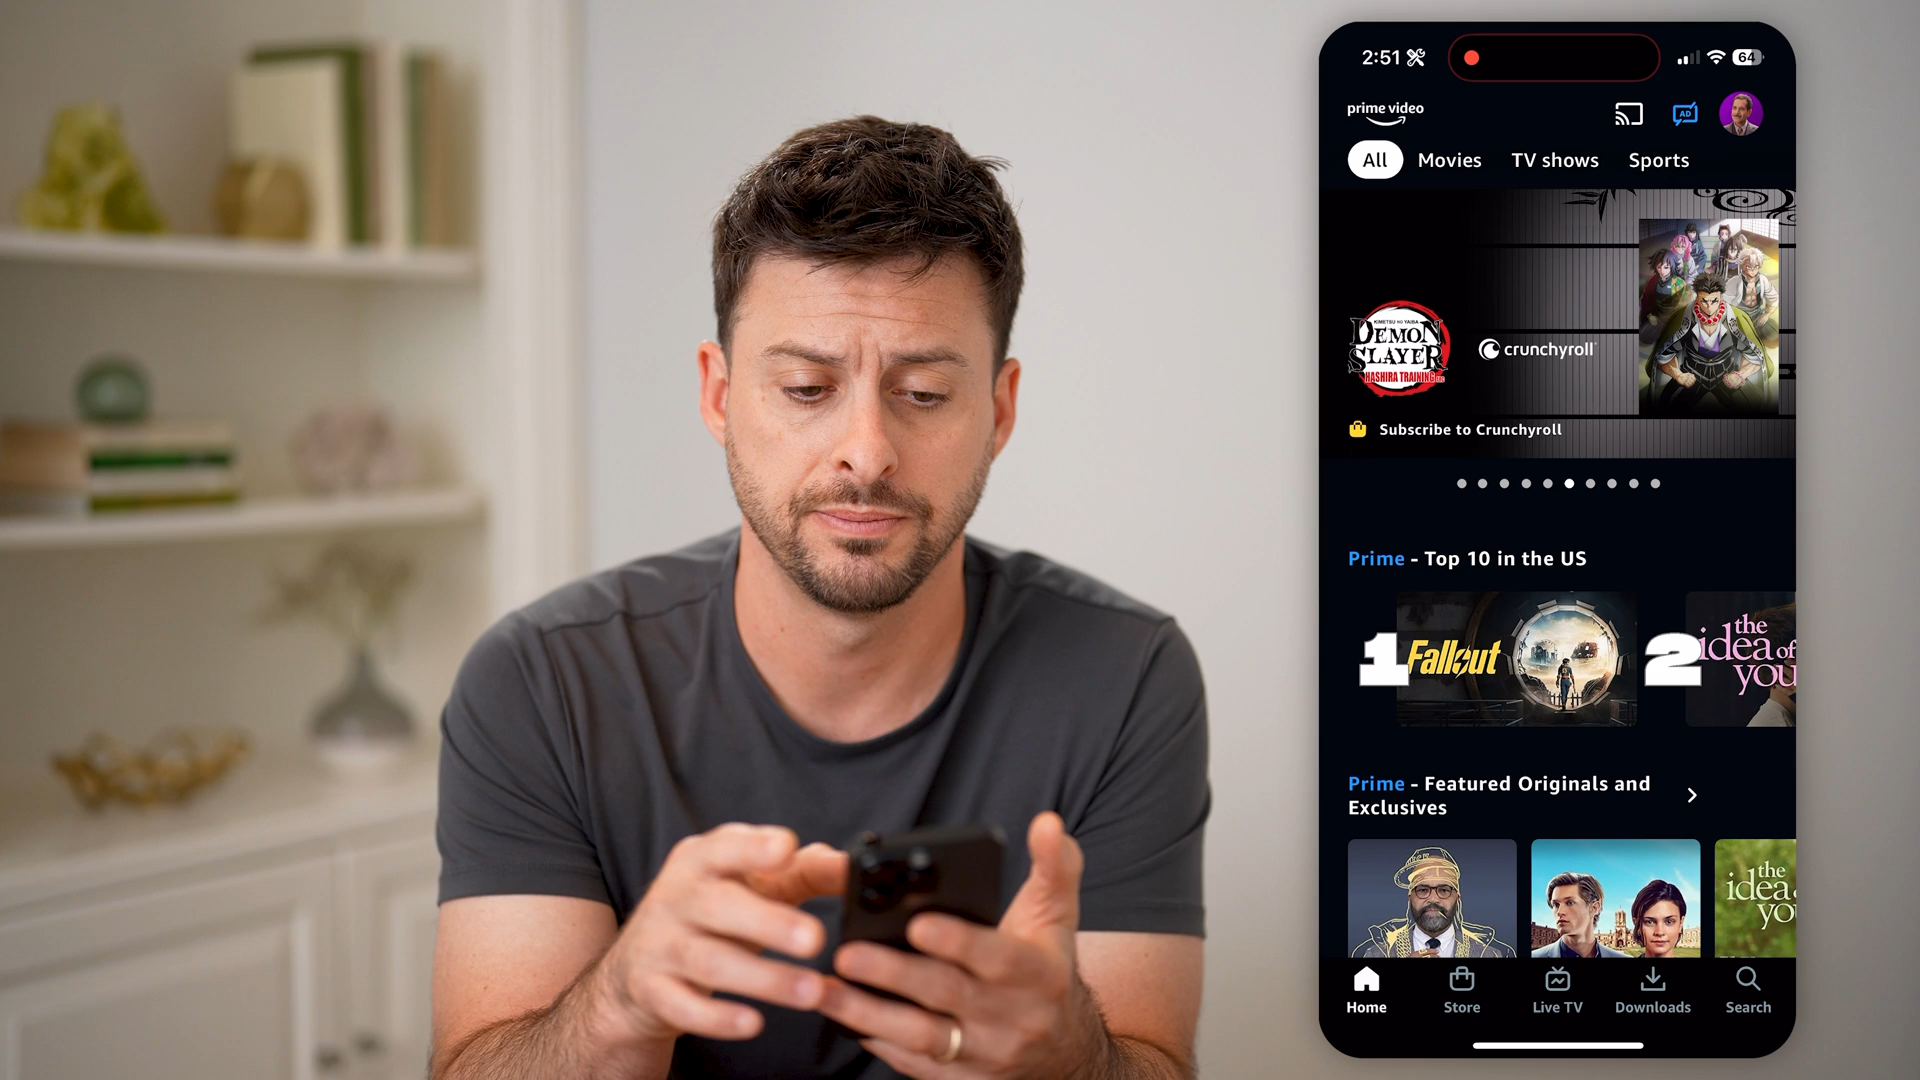 2:51
64
prime video
AD
All
Movies
TV shows
Sports
KIMETSU NO YAIBA
DEMON
SLAYER
HASHIRA TRAINING
crunchyroll
Subscribe to Crunchyroll
Prime - Top 10 in the US
1
Fallout
2
the
idea of
you
Prime - Featured Originals and
Exclusives
the
idea
yo
Home
Store
Live TV
Downloads
Search